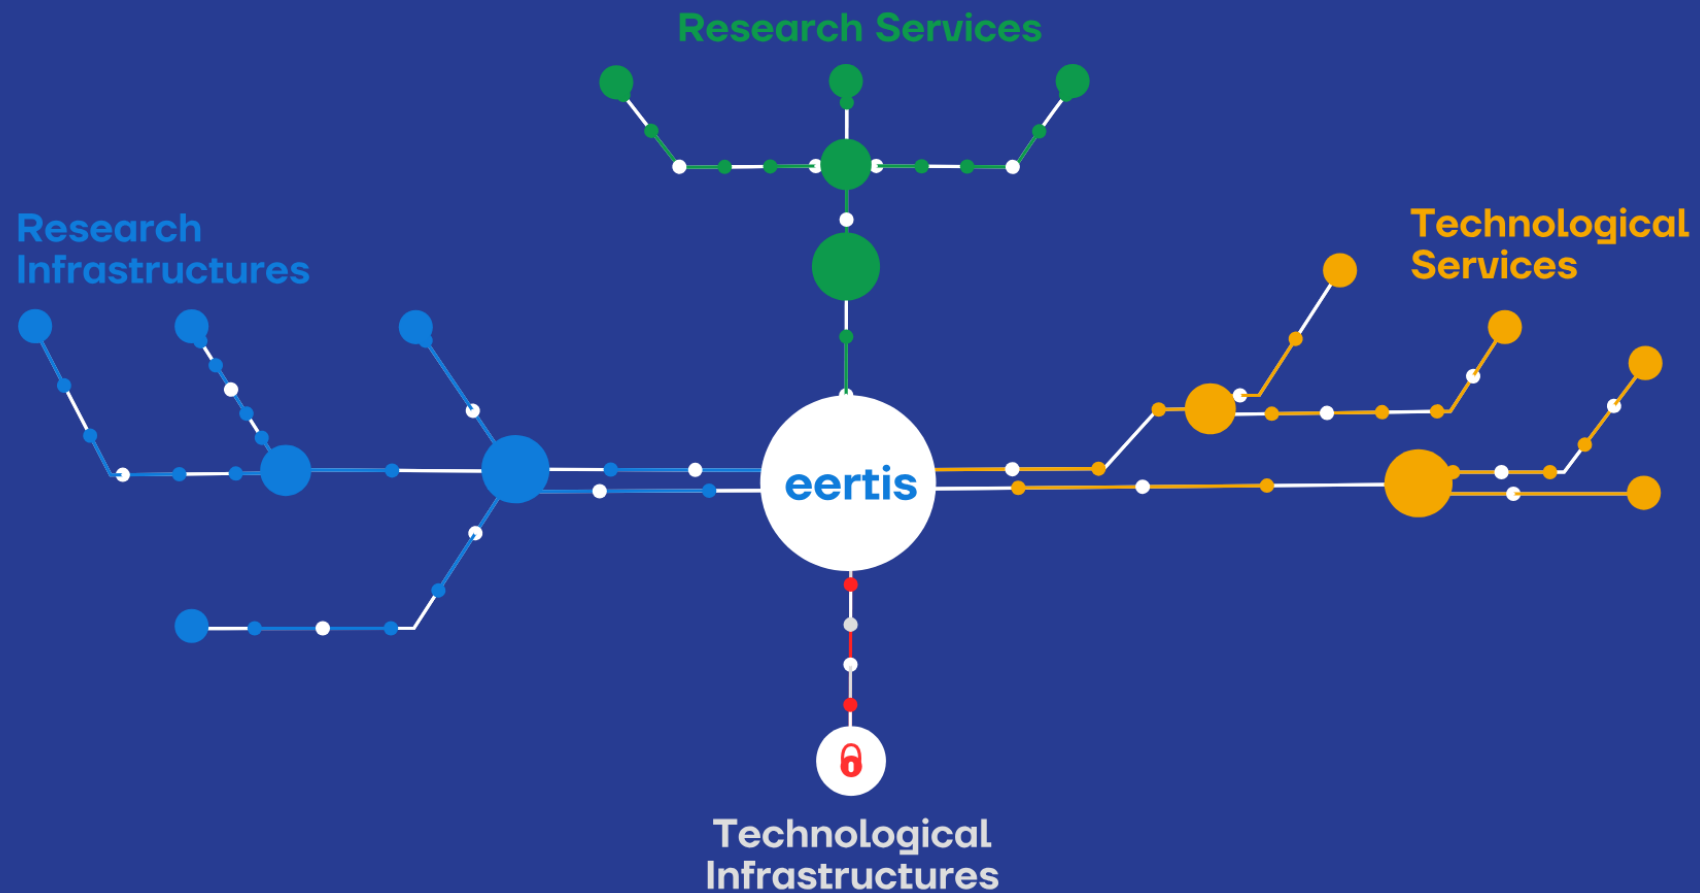 Research Services
Research
Infrastructures
Technological
Services
eertis
Technological
Infrastructures